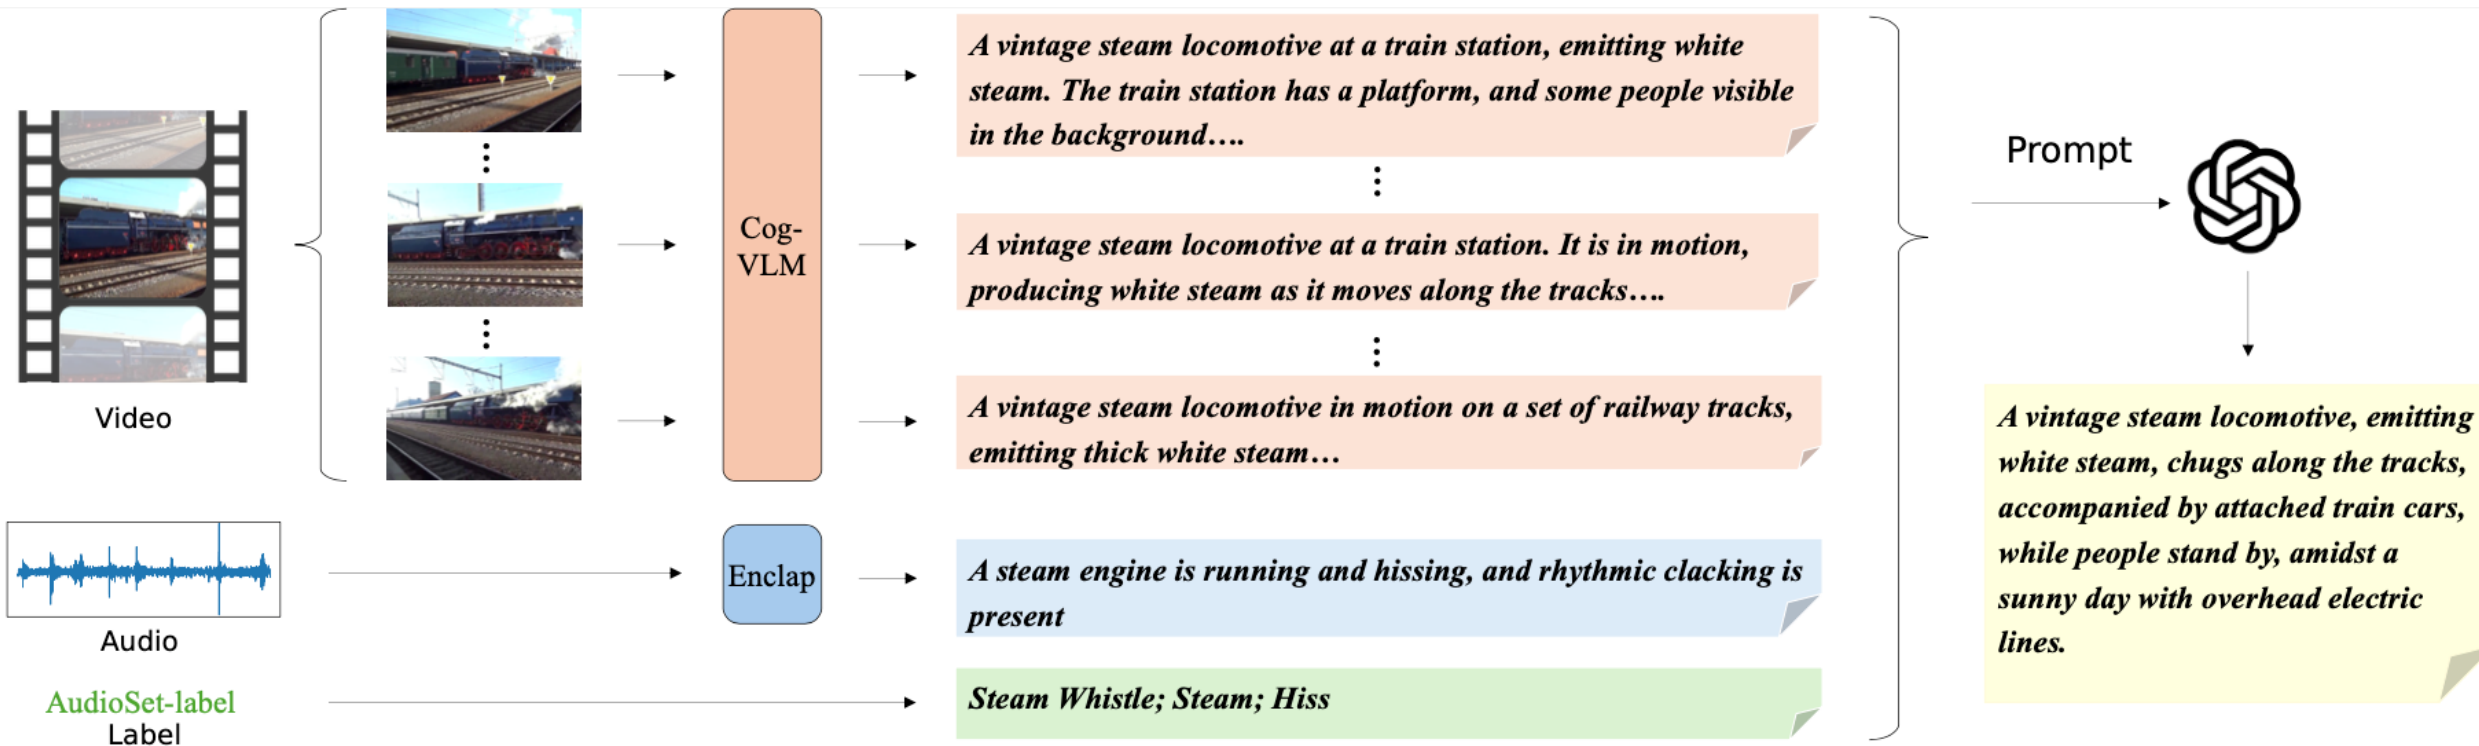 A vintage steam locomotive at a train station, emitting white
steam. The train station has a platform, and some people visible
in the background….
Prompt
Cog-
VLM
A vintage steam locomotive at a train station. It is in motion,
producing white steam as it moves along the tracks….
Video
A vintage steam locomotive in motion on a set of railway tracks,
emitting thick white steam…
A vintage steam locomotive, emitting
white steam, chugs along the tracks,
accompanied by attached train cars,
while people stand by, amidst a
sunny day with overhead electric
lines.
Enclap
A steam engine is running and hissing, and rhythmic clacking is
present
Audio
AudioSet-label
Label
Steam Whistle; Steam; Hiss